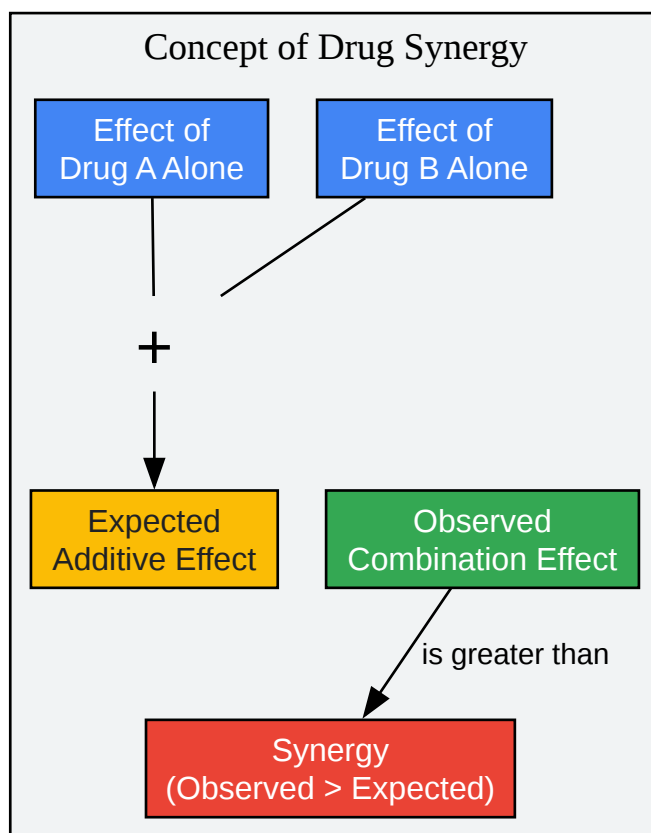 Concept of Drug Synergy
Effect of
Drug A Alone
Effect of
Drug B Alone
+
Expected
Additive Effect
Observed
Combination Effect
is greater than
Synergy
(Observed > Expected)